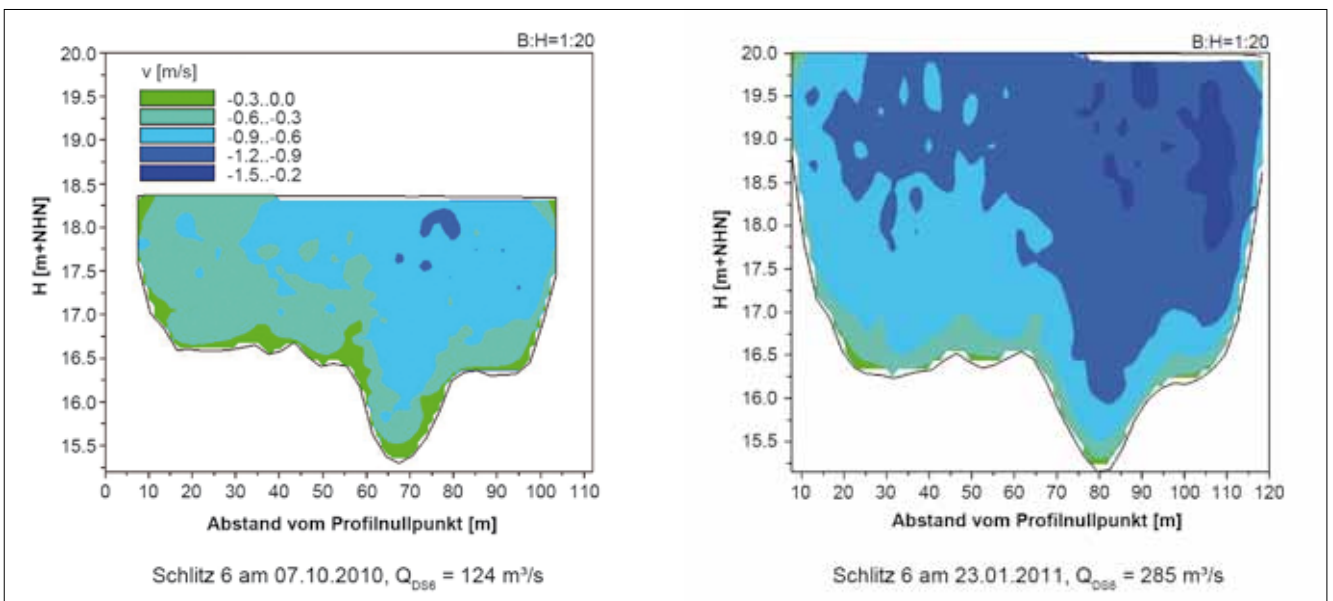 B:H=1:20
v [m/s]
-0.3..0.0
-0.6..-0.3
-0.9..-0.6
-1.2..-0.9
-1.5..-0.2
20.0
19.5
19.0
18.5
18.0
17.5
17.0
16.5
16.0
15.5
H [m+NHN]
0 10 20 30 40 50 60 70 80 90 100 110
Abstand vom Profilnullpunkt [m]
Schlitz 6 am 07.10.2010, Q_DS6 = 124 m³/s
B:H=1:20
20.0
19.5
19.0
18.5
18.0
17.5
17.0
16.5
16.0
15.5
H [m+NHN]
10 20 30 40 50 60 70 80 90 100 110 120
Abstand vom Profilnullpunkt [m]
Schlitz 6 am 23.01.2011, Q_DS6 = 285 m³/s